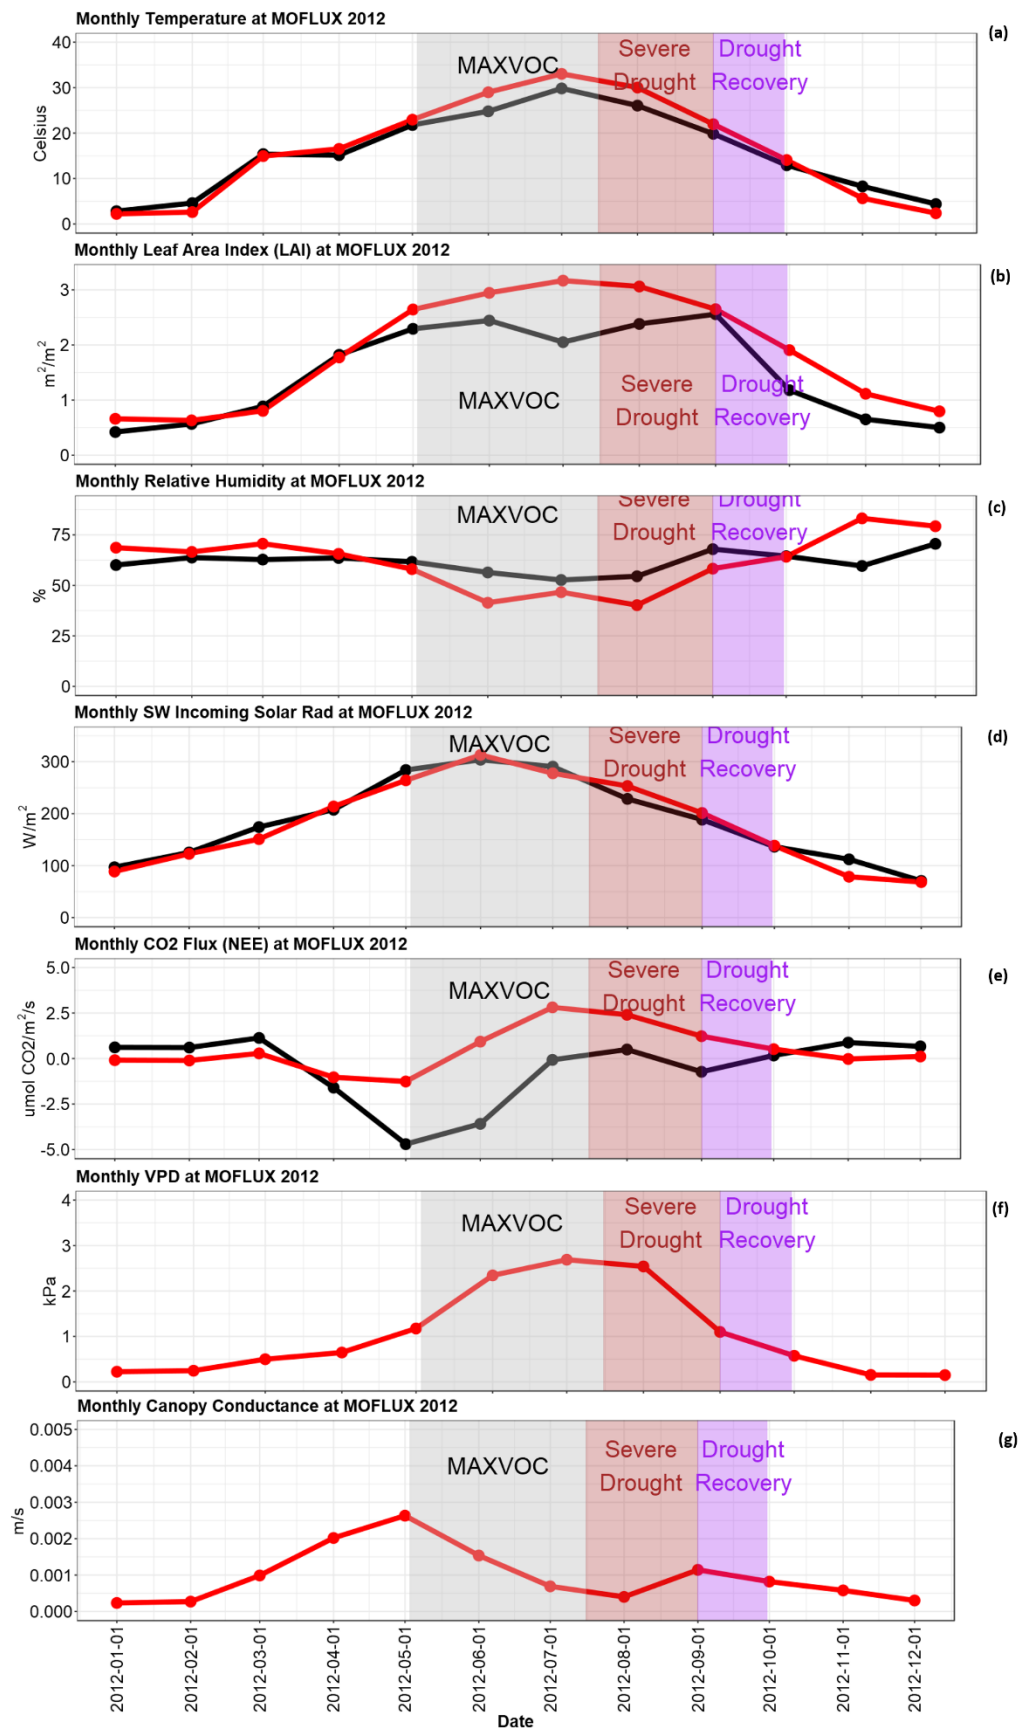 Monthly Temperature at MOFLUX 2012
(a)
40
30
20
10
0
Celsius
MAXVOC
Severe
Drought
Drought
Recovery
Monthly Leaf Area Index (LAI) at MOFLUX 2012
(b)
3
2
1
0
m²/m²
MAXVOC
Severe
Drought
Drought
Recovery
Monthly Relative Humidity at MOFLUX 2012
(c)
75
50
25
0
%
MAXVOC
Severe
Drought
Drought
Recovery
Monthly SW Incoming Solar Rad at MOFLUX 2012
(d)
300
200
100
0
W/m²
MAXVOC
Severe
Drought
Drought
Recovery
Monthly CO2 Flux (NEE) at MOFLUX 2012
(e)
5.0
2.5
0.0
-2.5
-5.0
umol CO2/m²/s
MAXVOC
Severe
Drought
Drought
Recovery
Monthly VPD at MOFLUX 2012
(f)
4
3
2
1
0
kPa
MAXVOC
Severe
Drought
Drought
Recovery
Monthly Canopy Conductance at MOFLUX 2012
(g)
0.005
0.004
0.003
0.002
0.001
0.000
m/s
MAXVOC
Severe
Drought
Drought
Recovery
2012-01-01
2012-02-01
2012-03-01
2012-04-01
2012-05-01
2012-06-01
2012-07-01
2012-08-01
2012-09-01
2012-10-01
2012-11-01
2012-12-01
Date